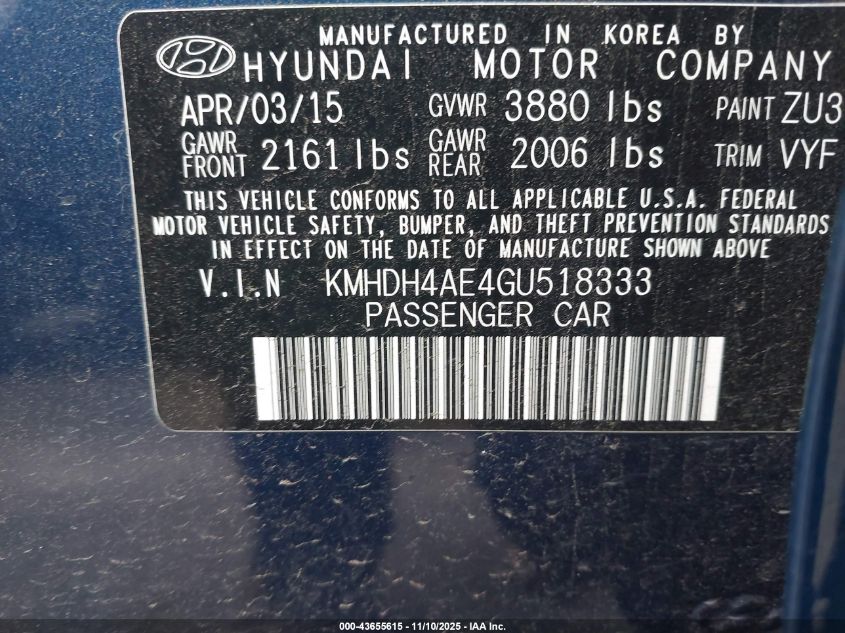 MANUFACTURED IN KOREA BY
HYUNDAI MOTOR COMPANY
APR/03/15 GVWR 3880 lbs PAINT ZU3
GAWR FRONT 2161 lbs GAWR REAR 2006 lbs TRIM VYF
THIS VEHICLE CONFORMS TO ALL APPLICABLE U.S.A. FEDERAL
MOTOR VEHICLE SAFETY, BUMPER, AND THEFT PREVENTION STANDARDS
IN EFFECT ON THE DATE OF MANUFACTURE SHOWN ABOVE
V.I.N KMHDH4AE4GU518333
PASSENGER CAR
000-43655615 - 11/10/2025 - IAA Inc.